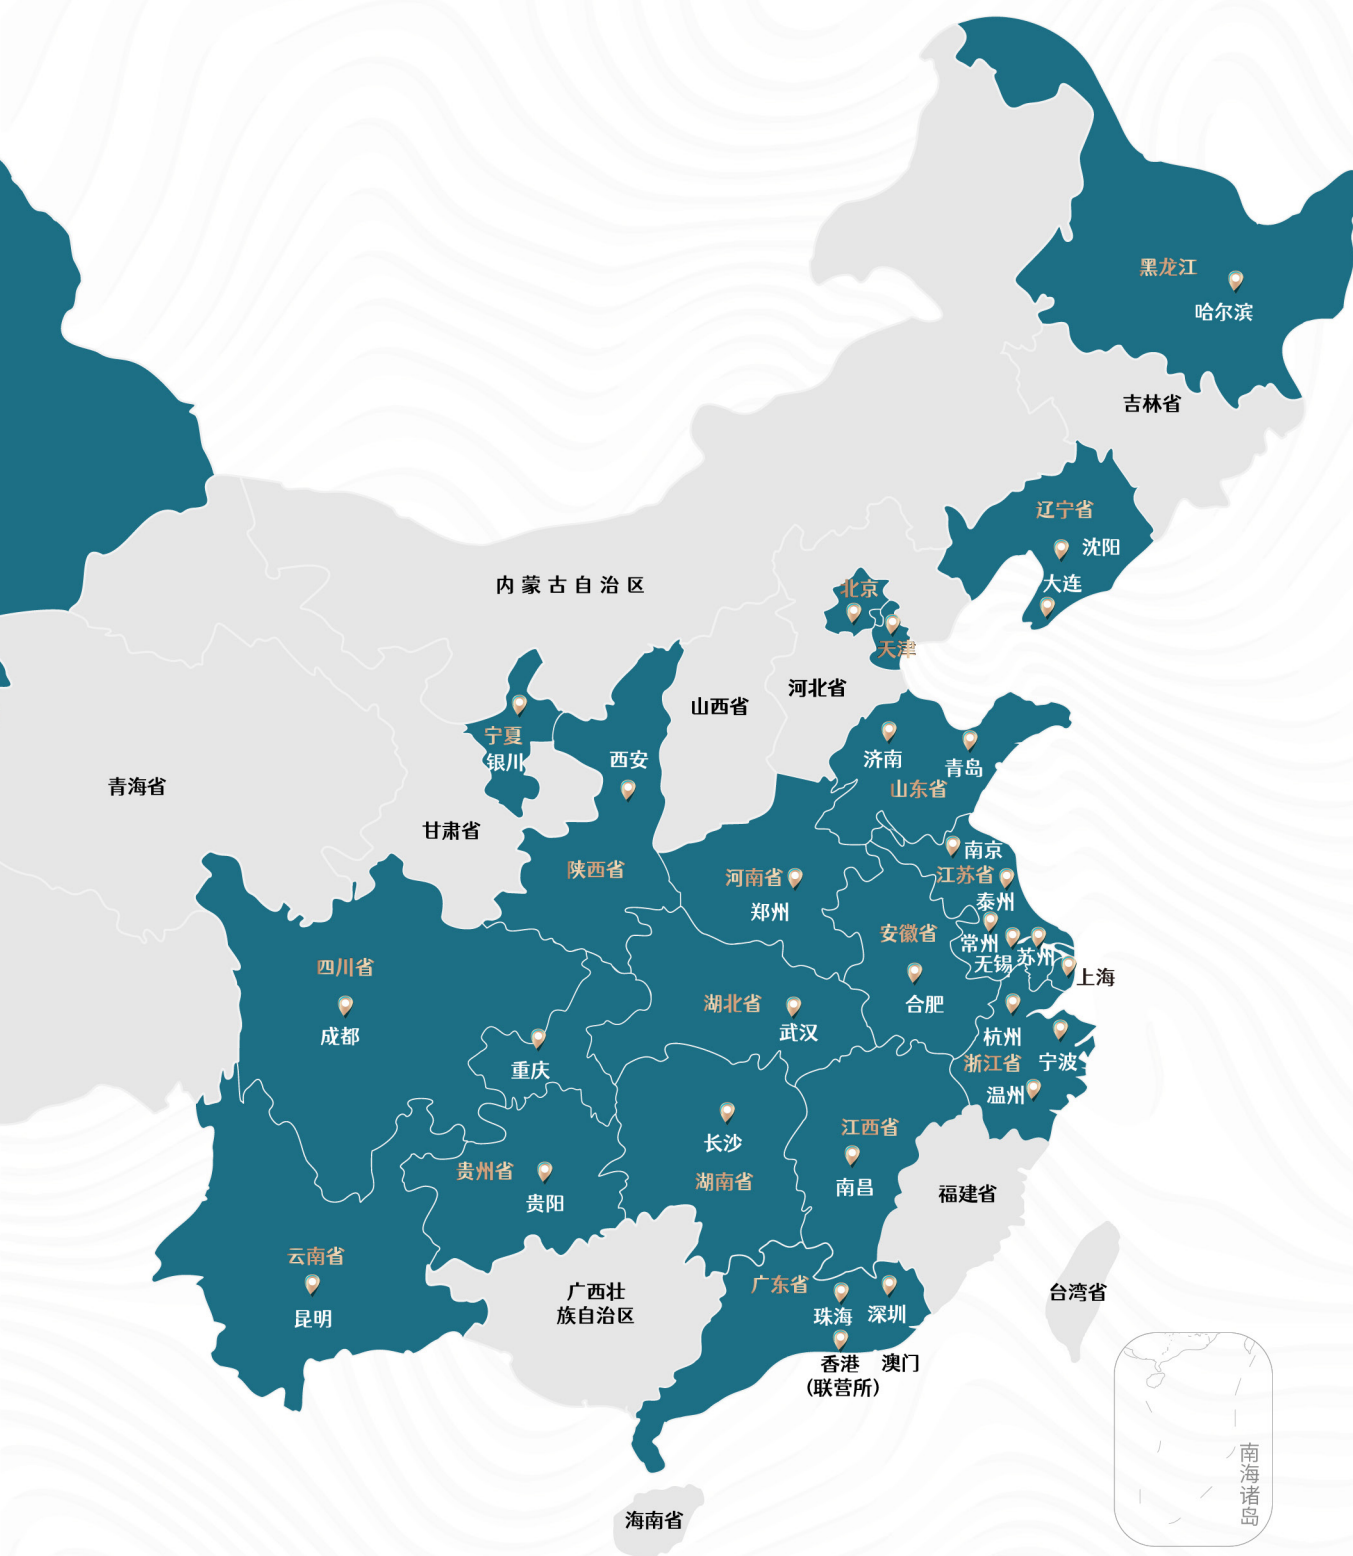 黑龙江
哈尔滨
吉林省
辽宁省
沈阳
大连
内蒙古自治区
北京
天津
河北省
山西省
宁夏
银川
西安
济南
青岛
山东省
青海省
甘肃省
陕西省
河南省
郑州
南京
江苏省
泰州
安徽省
常州
无锡
苏州
上海
合肥
四川省
成都
湖北省
武汉
重庆
杭州
宁波
浙江省
温州
长沙
湖南省
江西省
南昌
贵州省
贵阳
福建省
云南省
昆明
广西壮
族自治区
广东省
珠海
深圳
台湾省
香港
(联营所)
澳门
海南省
南海诸岛